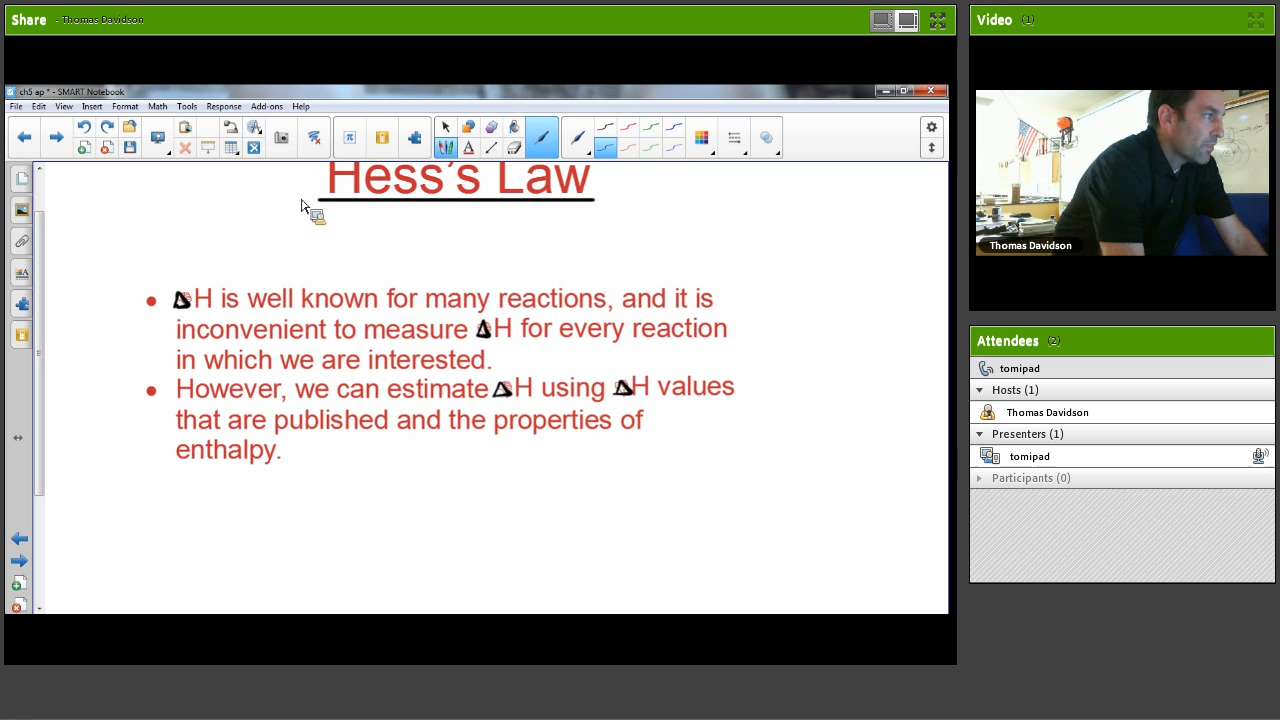 Share - Thomas Davidson
Video (1)
ch5 ap * - SMART Notebook
File Edit View Insert Format Math Tools Response Add-ons Help
Hess's Law
• ΔH is well known for many reactions, and it is
inconvenient to measure ΔH for every reaction
in which we are interested.
• However, we can estimate ΔH using ΔH values
that are published and the properties of
enthalpy.
Thomas Davidson
Attendees (2)
tomipad
Hosts (1)
Thomas Davidson
Presenters (1)
tomipad
Participants (0)